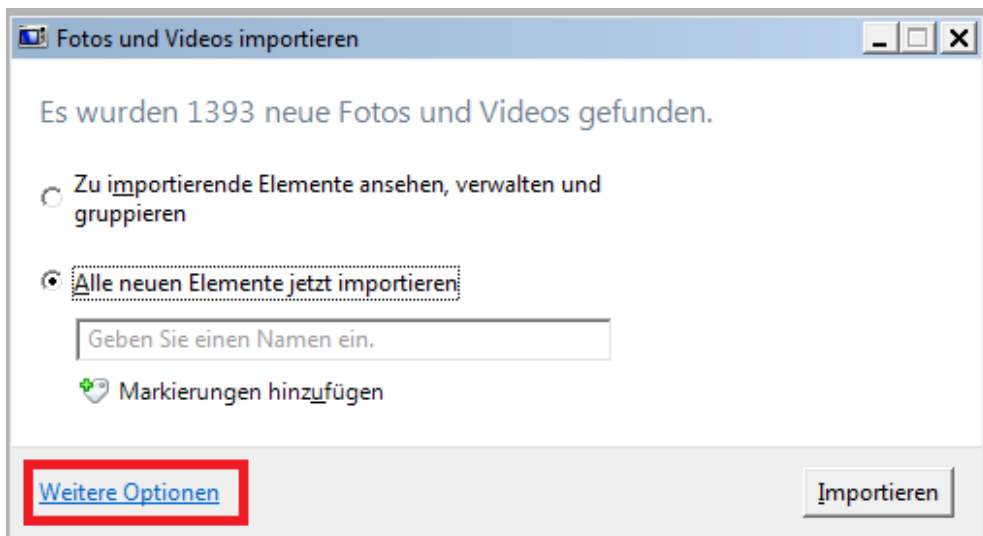 Fotos und Videos importieren
Es wurden 1393 neue Fotos und Videos gefunden.
Zu importierende Elemente ansehen, verwalten und
gruppieren
Alle neuen Elemente jetzt importieren
Geben Sie einen Namen ein.
Markierungen hinzufügen
Weitere Optionen
Importieren